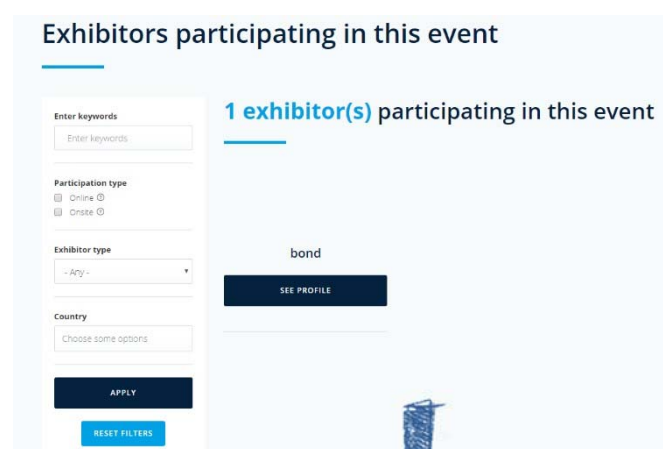 Exhibitors participating in this event
Enter keywords
Enter keywords
Participation type
Online
Onsite
Exhibitor type
- Any -
Country
Choose some options
APPLY
RESET FILTERS
1 exhibitor(s) participating in this event
bond
SEE PROFILE